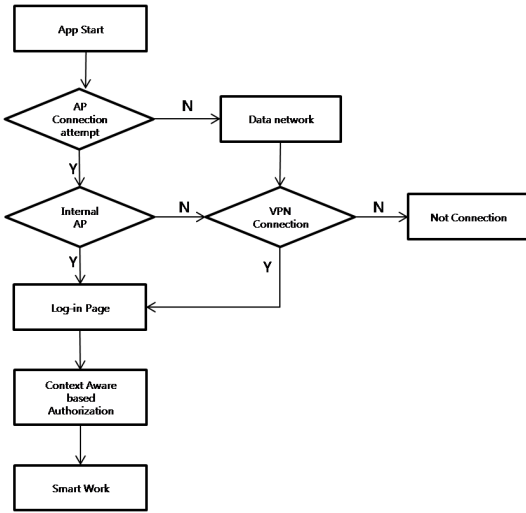 App Start
AP
Connection
attempt
N
Data network
Y
Internal
AP
N
VPN
Connection
N
Not Connection
Y
Y
Log-in Page
Context Aware
based
Authorization
Smart Work